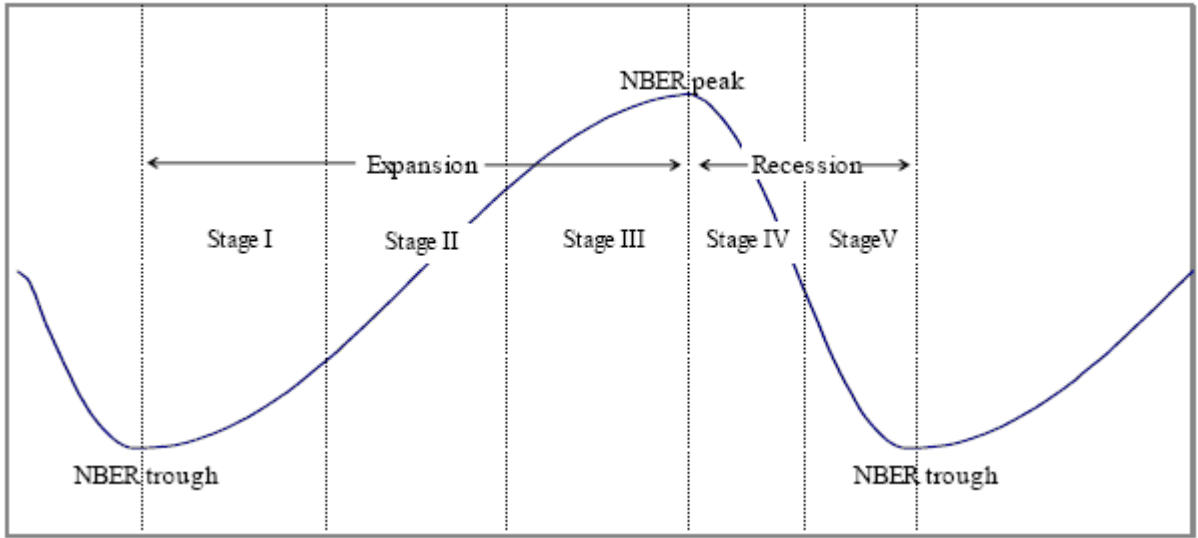 NBER peak
Expansion
Recession
Stage I
Stage II
Stage III
Stage IV
StageV
NBER trough
NBER trough